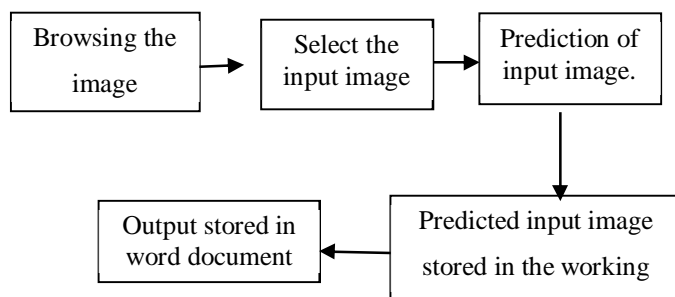 Browsing the
image
Select the
input image
Prediction of
input image.
Predicted input image
stored in the working
Output stored in
word document